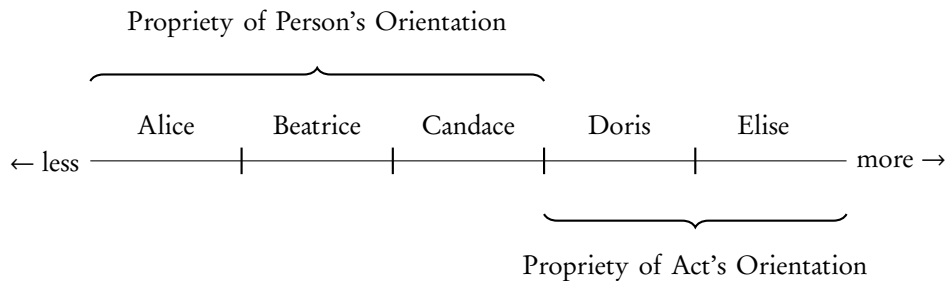 Propriety of Person’s Orientation
Alice Beatrice Candace Doris Elise
← less more →
Propriety of Act’s Orientation